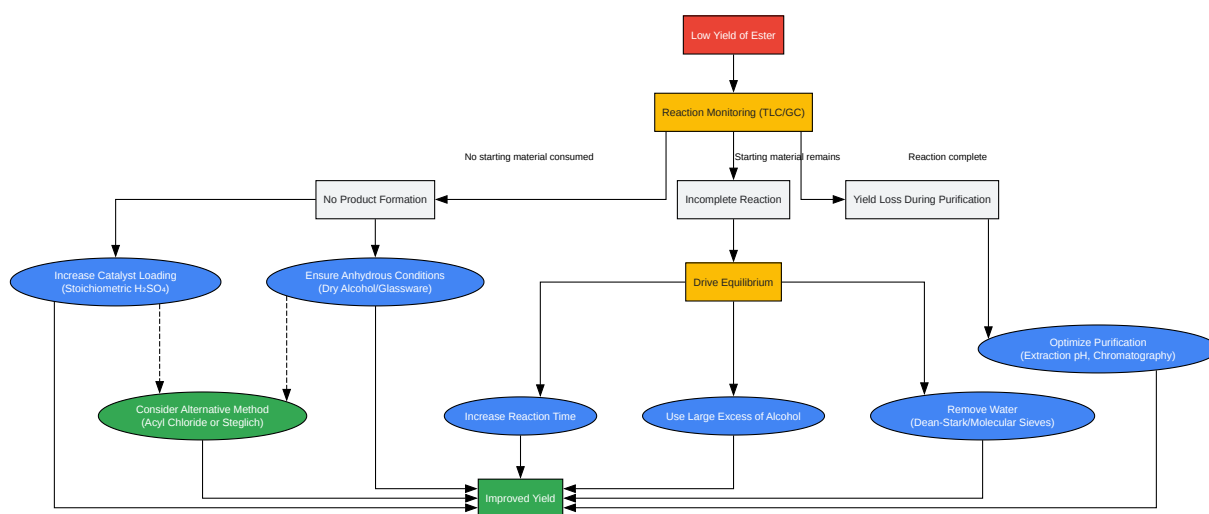 Low Yield of Ester
Reaction Monitoring (TLC/GC)
No starting material consumed
Starting material remains
Reaction complete
No Product Formation
Incomplete Reaction
Yield Loss During Purification
Increase Catalyst Loading
(Stoichiometric H₂SO₄)
Ensure Anhydrous Conditions
(Dry Alcohol/Glassware)
Drive Equilibrium
Optimize Purification
(Extraction pH, Chromatography)
Consider Alternative Method
(Acyl Chloride or Steglich)
Increase Reaction Time
Use Large Excess of Alcohol
Remove Water
(Dean-Stark/Molecular Sieves)
Improved Yield